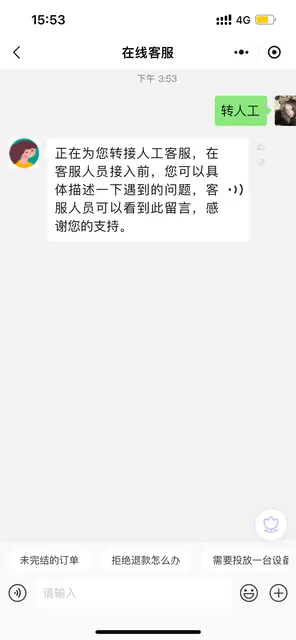 15:53
4G
在线客服
下午 3:53
转人工
正在为您转接人工客服，在
客服人员接入前，您可以具
体描述一下遇到的问题，客
服人员可以看到此留言，感
谢您的支持。
未完结的订单
拒绝退款怎么办
需要投放一台设备
请输入